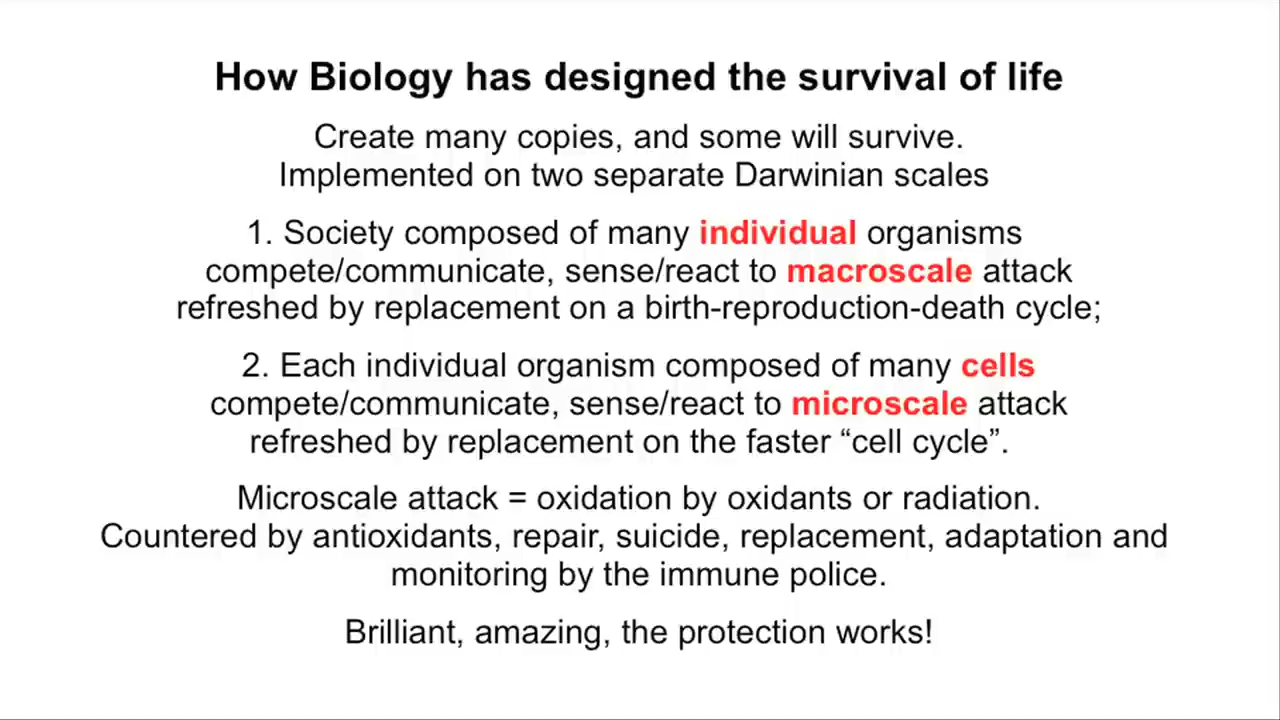 How Biology has designed the survival of life
Create many copies, and some will survive.
Implemented on two separate Darwinian scales
1. Society composed of many individual organisms
compete/communicate, sense/react to macroscale attack
refreshed by replacement on a birth-reproduction-death cycle;
2. Each individual organism composed of many cells
compete/communicate, sense/react to microscale attack
refreshed by replacement on the faster “cell cycle”.
Microscale attack = oxidation by oxidants or radiation.
Countered by antioxidants, repair, suicide, replacement, adaptation and
monitoring by the immune police.
Brilliant, amazing, the protection works!